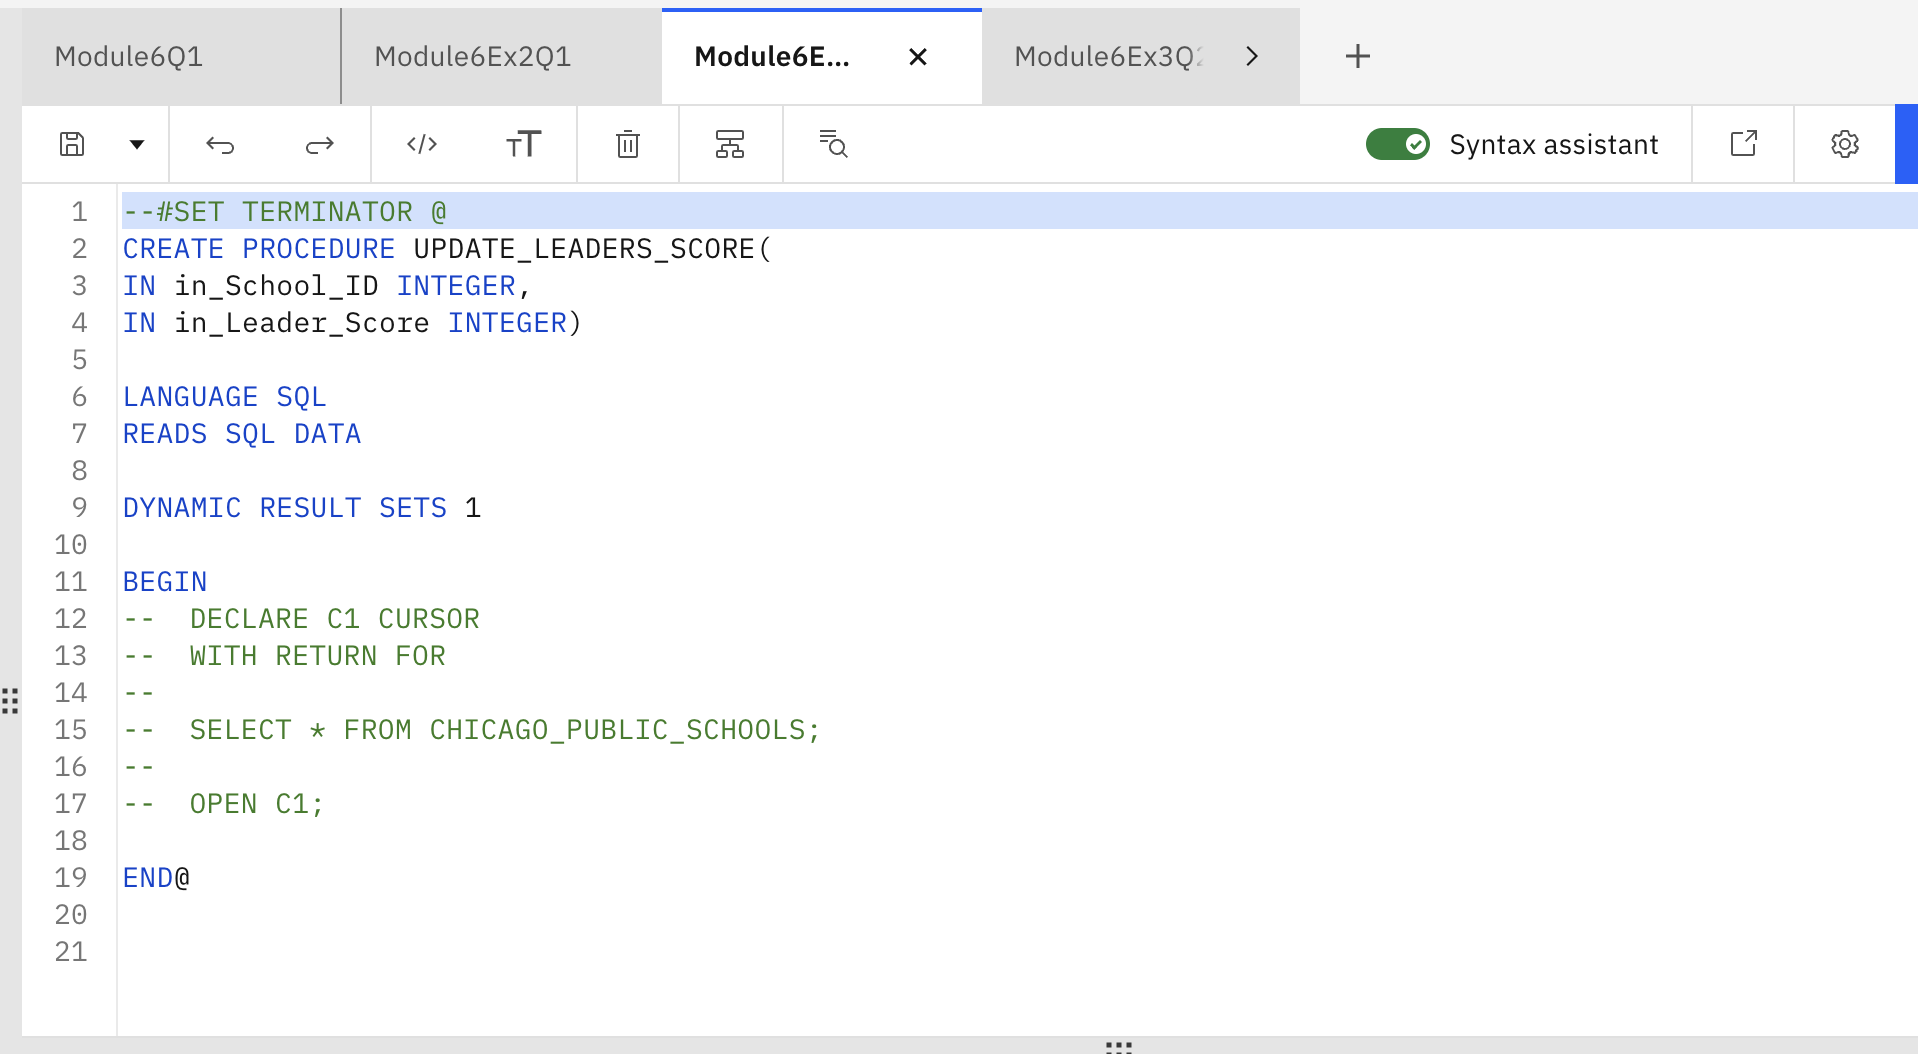 Module6Q1
Module6Ex2Q1
Module6E...
Module6Ex3Q2
Syntax assistant
1 --#SET TERMINATOR @
2 CREATE PROCEDURE UPDATE_LEADERS_SCORE(
3 IN in_School_ID INTEGER,
4 IN in_Leader_Score INTEGER)
5
6 LANGUAGE SQL
7 READS SQL DATA
8
9 DYNAMIC RESULT SETS 1
10
11 BEGIN
12 --  DECLARE C1 CURSOR
13 --  WITH RETURN FOR
14 --
15 --  SELECT * FROM CHICAGO_PUBLIC_SCHOOLS;
16 --
17 --  OPEN C1;
18
19 END@
20
21